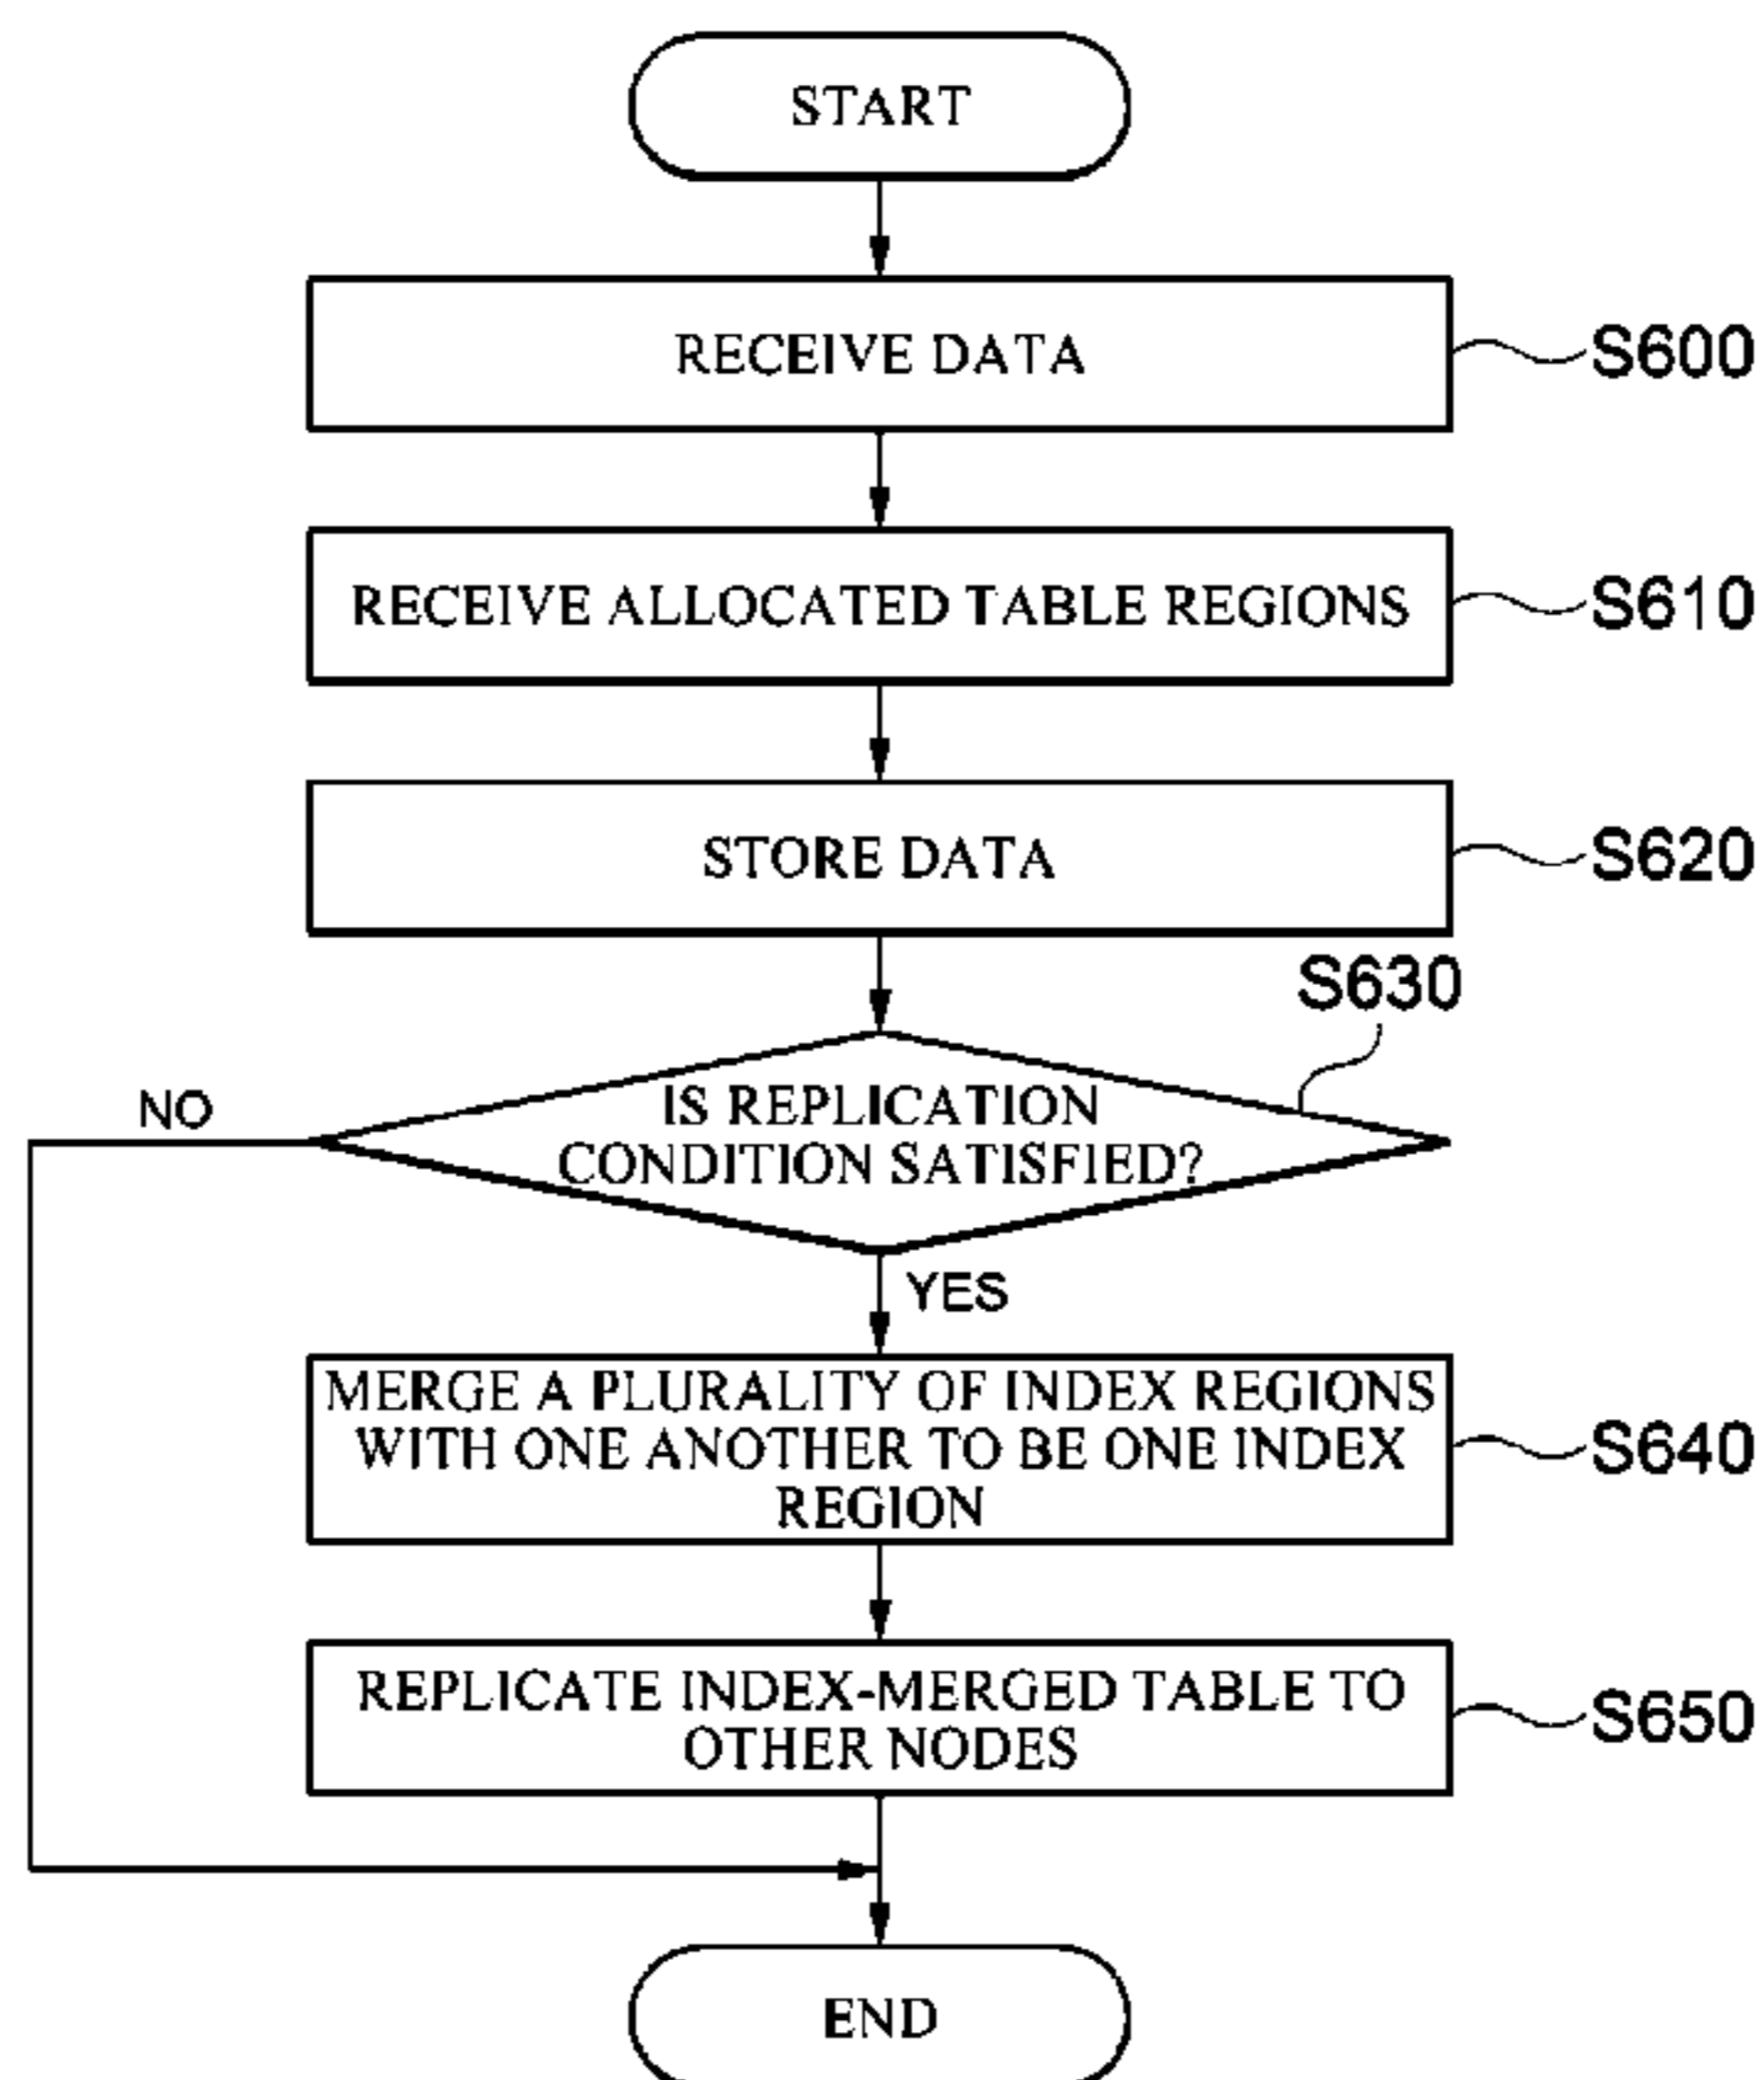 START
RECEIVE DATA
S600
RECEIVE ALLOCATED TABLE REGIONS
S610
STORE DATA
S620
S630
IS REPLICATION
CONDITION SATISFIED?
NO
YES
MERGE A PLURALITY OF INDEX REGIONS
WITH ONE ANOTHER TO BE ONE INDEX
REGION
S640
REPLICATE INDEX-MERGED TABLE TO
OTHER NODES
S650
END